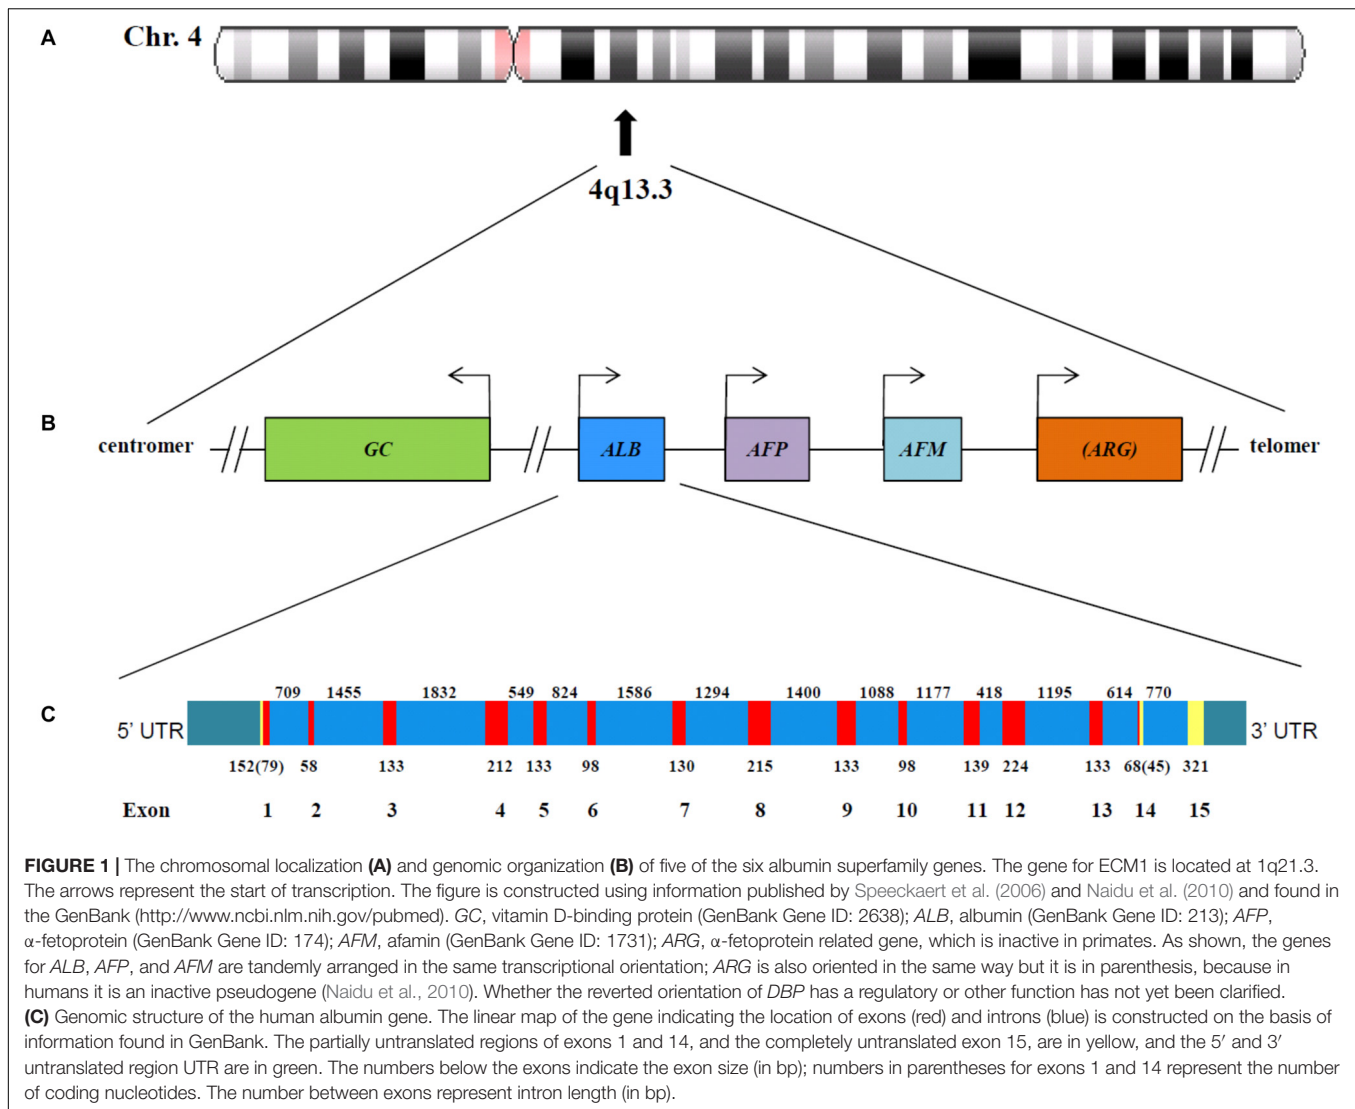 A
Chr. 4
4q13.3
B
centromer
GC
ALB
AFP
AFM
(ARG)
telomer
709 1455 1832 549 824 1586 1294 1400 1088 1177 418 1195 614 770
C
5' UTR
3' UTR
152(79) 58 133 212 133 98 130 215 133 98 139 224 133 68(45) 321
Exon 1 2 3 4 5 6 7 8 9 10 11 12 13 14 15
FIGURE 1 | The chromosomal localization (A) and genomic organization (B) of five of the six albumin superfamily genes. The gene for ECM1 is located at 1q21.3.
The arrows represent the start of transcription. The figure is constructed using information published by Speeckaert et al. (2006) and Naidu et al. (2010) and found in
the GenBank (http://www.ncbi.nlm.nih.gov/pubmed). GC, vitamin D-binding protein (GenBank Gene ID: 2638); ALB, albumin (GenBank Gene ID: 213); AFP,
α-fetoprotein (GenBank Gene ID: 174); AFM, afamin (GenBank Gene ID: 1731); ARG, α-fetoprotein related gene, which is inactive in primates. As shown, the genes
for ALB, AFP, and AFM are tandemly arranged in the same transcriptional orientation; ARG is also oriented in the same way but it is in parenthesis, because in
humans it is an inactive pseudogene (Naidu et al., 2010). Whether the reverted orientation of DBP has a regulatory or other function has not yet been clarified.
(C) Genomic structure of the human albumin gene. The linear map of the gene indicating the location of exons (red) and introns (blue) is constructed on the basis of
information found in GenBank. The partially untranslated regions of exons 1 and 14, and the completely untranslated exon 15, are in yellow, and the 5′ and 3′
untranslated region UTR are in green. The numbers below the exons indicate the exon size (in bp); numbers in parentheses for exons 1 and 14 represent the number
of coding nucleotides. The number between exons represent intron length (in bp).